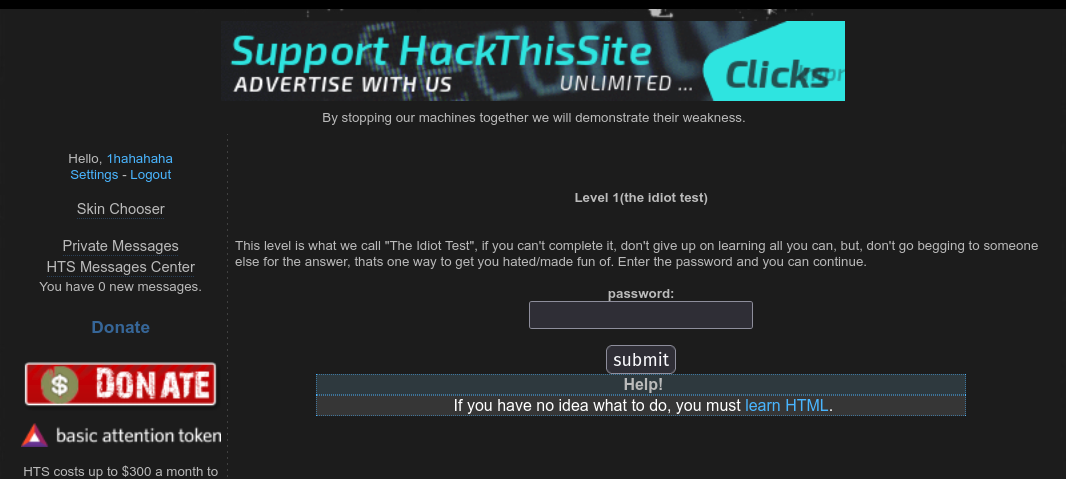 Support HackThisSite
ADVERTISE WITH US
UNLIMITED ...
Clicks
By stopping our machines together we will demonstrate their weakness.
Hello, 1hahahaha
Settings - Logout
Skin Chooser
Private Messages
HTS Messages Center
You have 0 new messages.
Donate
$ DONATE
basic attention token
HTS costs up to $300 a month to
Level 1(the idiot test)
This level is what we call "The Idiot Test", if you can't complete it, don't give up on learning all you can, but, don't go begging to someone
else for the answer, thats one way to get you hated/made fun of. Enter the password and you can continue.
password:
submit
Help!
If you have no idea what to do, you must learn HTML.